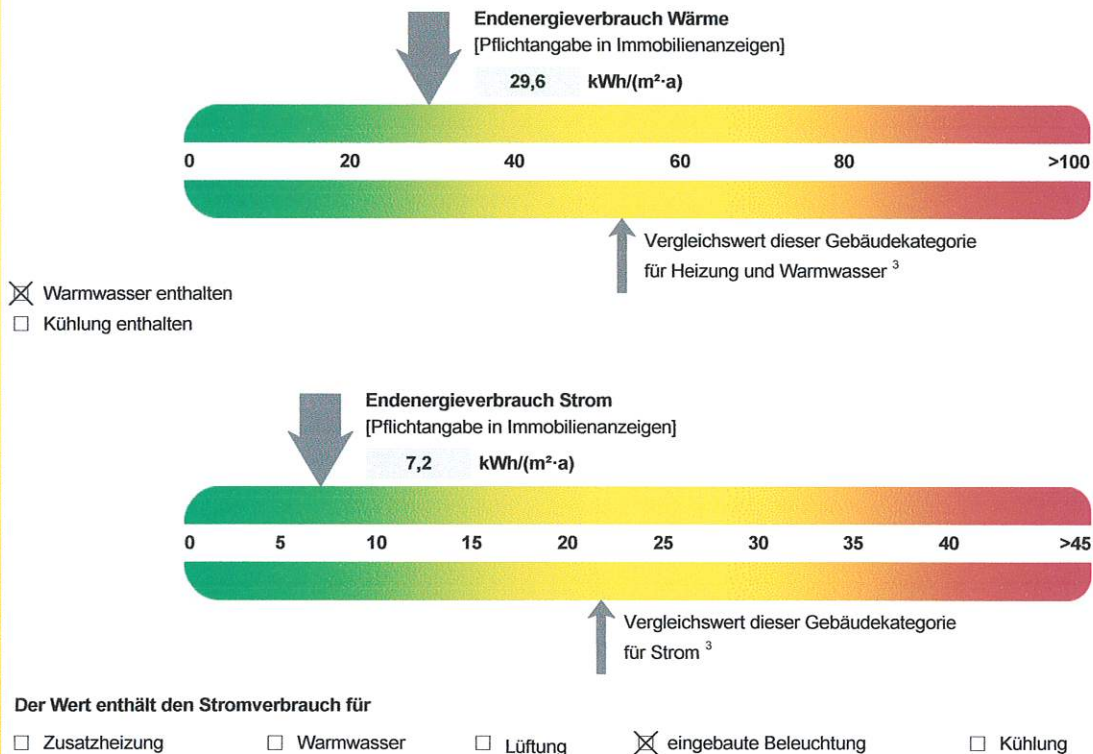 Endenergieverbrauch Wärme
[Pflichtangabe in Immobilienanzeigen]
29,6 kWh/(m²·a)
0 20 40 60 80 >100
Vergleichswert dieser Gebäudekategorie
für Heizung und Warmwasser ³
☒ Warmwasser enthalten
☐ Kühlung enthalten
Endenergieverbrauch Strom
[Pflichtangabe in Immobilienanzeigen]
7,2 kWh/(m²·a)
0 5 10 15 20 25 30 35 40 >45
Vergleichswert dieser Gebäudekategorie
für Strom ³
Der Wert enthält den Stromverbrauch für
☐ Zusatzheizung ☐ Warmwasser ☐ Lüftung ☒ eingebaute Beleuchtung ☐ Kühlung